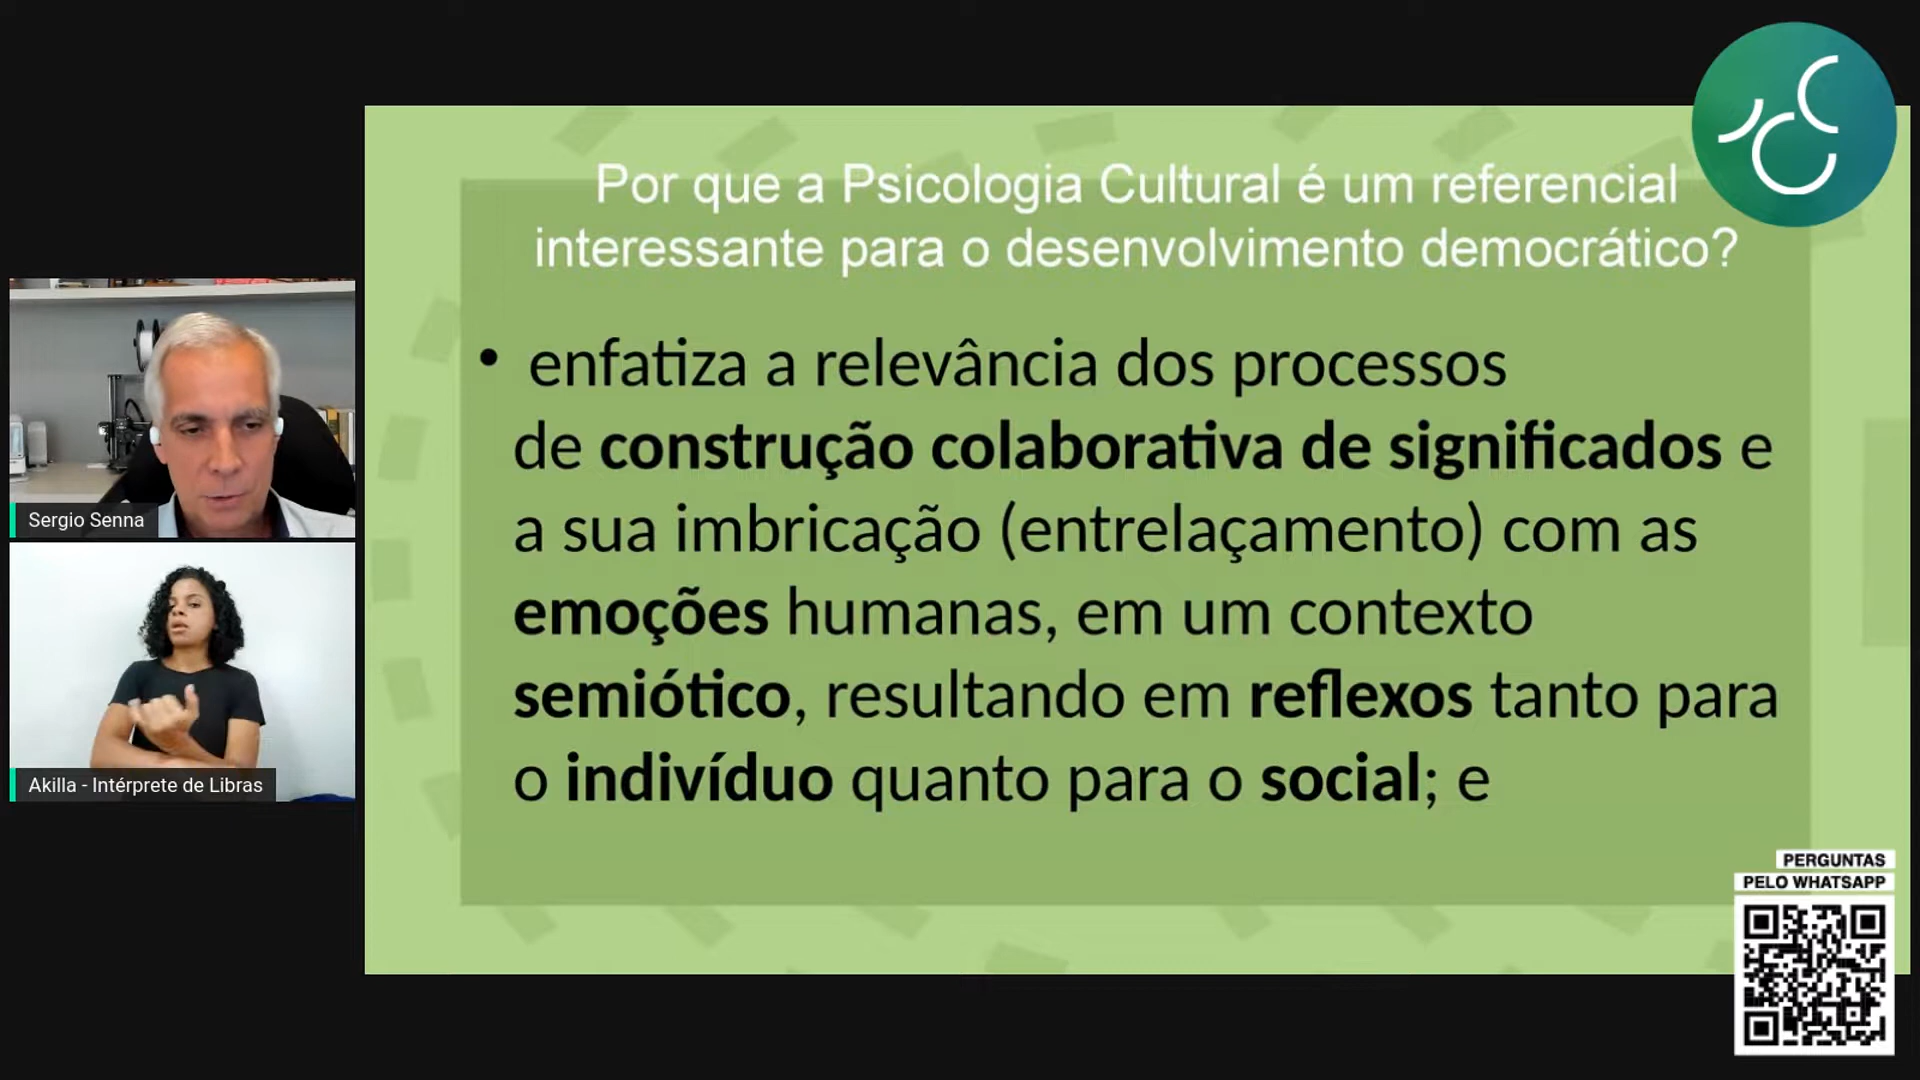 Por que a Psicologia Cultural é um referencial
interessante para o desenvolvimento democrático?
• enfatiza a relevância dos processos
de construção colaborativa de significados e
a sua imbricação (entrelaçamento) com as
emoções humanas, em um contexto
semiótico, resultando em reflexos tanto para
o indivíduo quanto para o social; e
Sergio Senna
Akilla - Intérprete de Libras
PERGUNTAS
PELO WHATSAPP